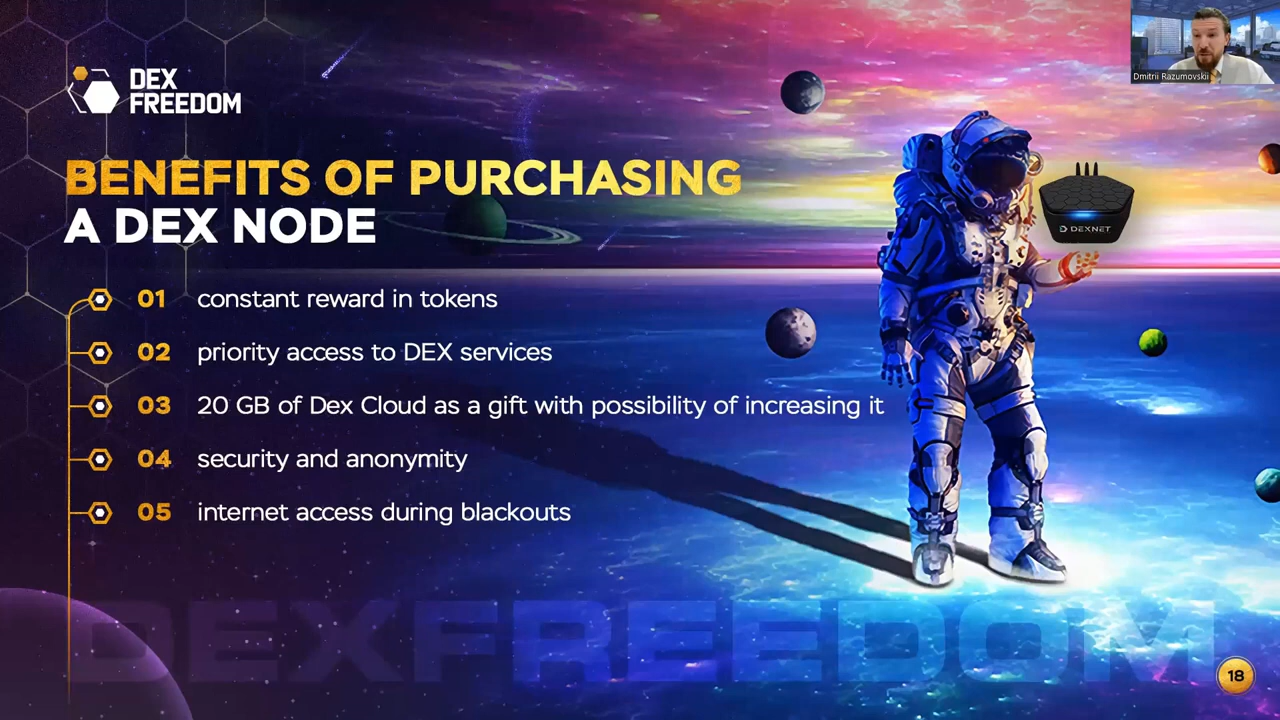 DEX
FREEDOM
Dmitrii Razumovskii
BENEFITS OF PURCHASING
A DEX NODE
DEXNET
01 constant reward in tokens
02 priority access to DEX services
03 20 GB of Dex Cloud as a gift with possibility of increasing it
04 security and anonymity
05 internet access during blackouts
DEXFREEDOM
18